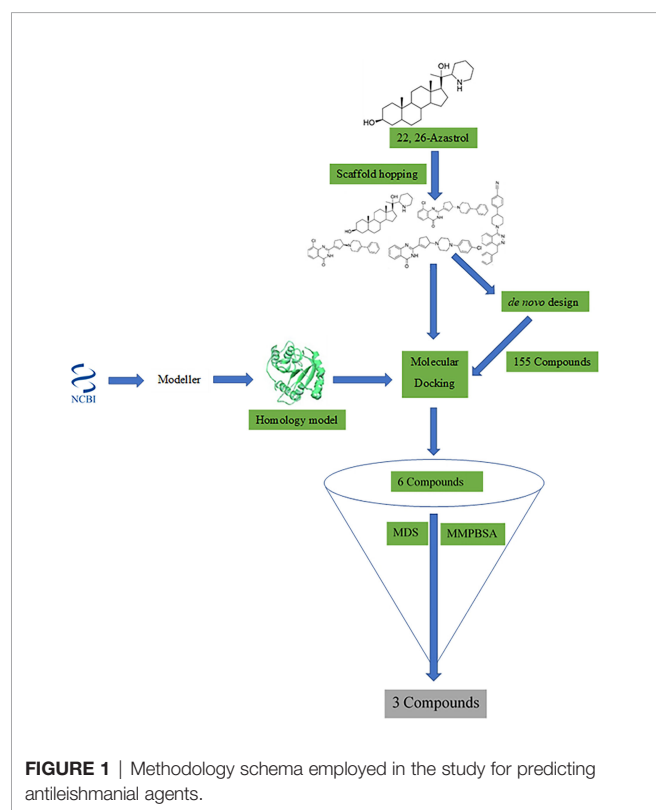 OH
N
H
HO
22, 26-Azastrol
Scaffold hopping
de novo design
155 Compounds
Molecular
Docking
NCBI
Modeller
Homology model
6 Compounds
MDS
MMPBSA
3 Compounds
FIGURE 1 | Methodology schema employed in the study for predicting
antileishmanial agents.